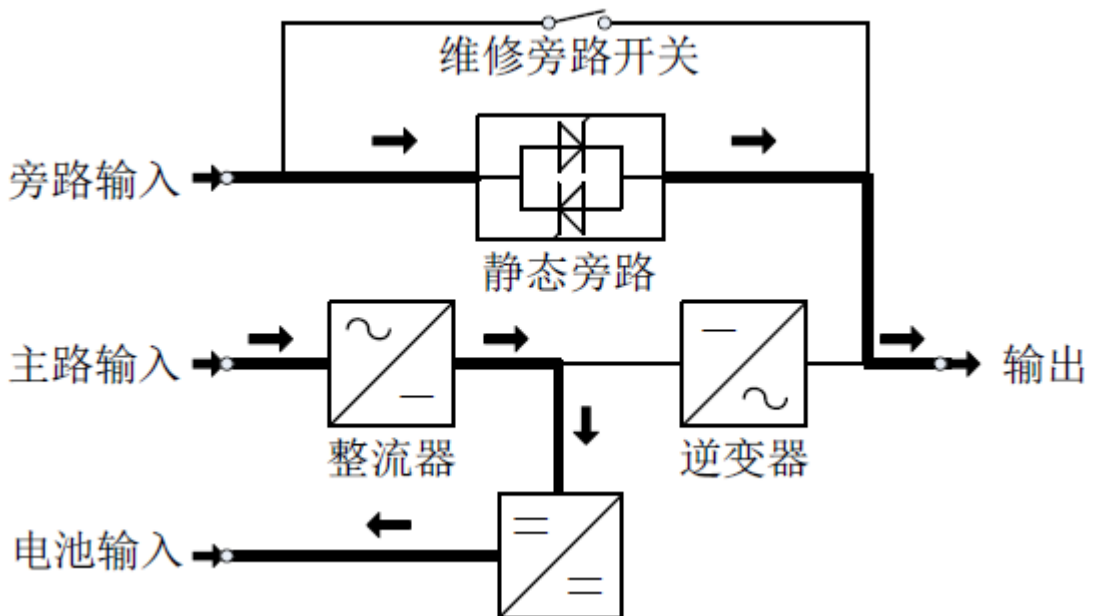 维修旁路开关
旁路输入
静态旁路
主路输入
输出
整流器
逆变器
电池输入